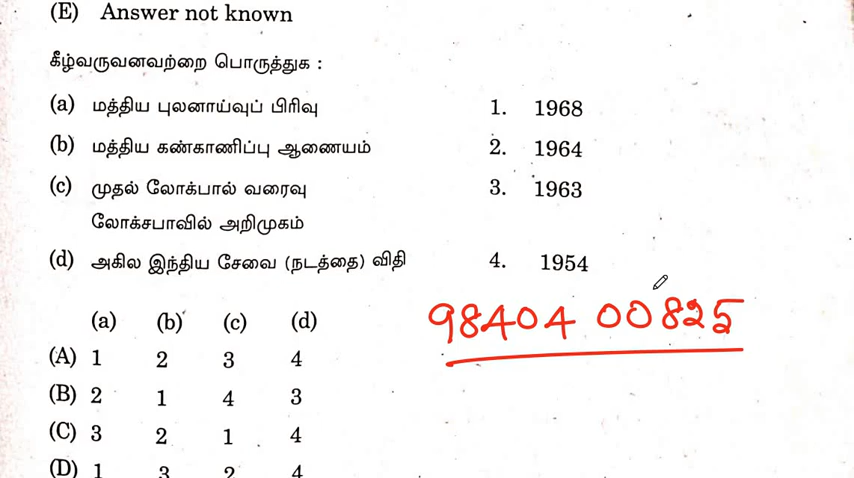 (E) Answer not known
கீழ்வருவனவற்றை பொருத்துக :
(a) மத்திய புலனாய்வுப் பிரிவு 1. 1968
(b) மத்திய கண்காணிப்பு ஆணையம் 2. 1964
(c) முதல் லோக்பால் வரைவு 3. 1963
லோக்சபாவில் அறிமுகம்
(d) அகில இந்திய சேவை (நடத்தை) விதி 4. 1954
98404 00825
(a) (b) (c) (d)
(A) 1 2 3 4
(B) 2 1 4 3
(C) 3 2 1 4
(D) 1 3 2 4